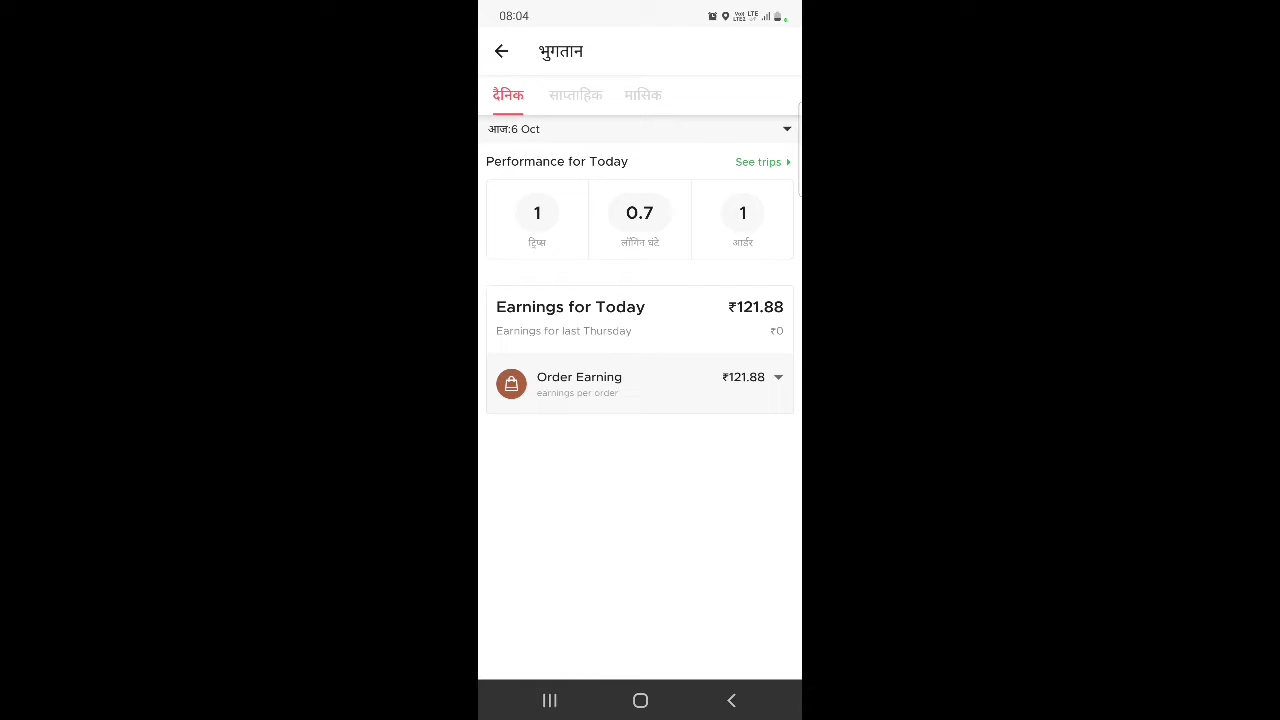 08:04
भुगतान
दैनिक साप्ताहिक मासिक
आज:6 Oct
Performance for Today See trips
1 0.7 1
ट्रिप्स लॉगिन घंटे आर्डर
Earnings for Today ₹121.88
Earnings for last Thursday ₹0
Order Earning ₹121.88
earnings per order